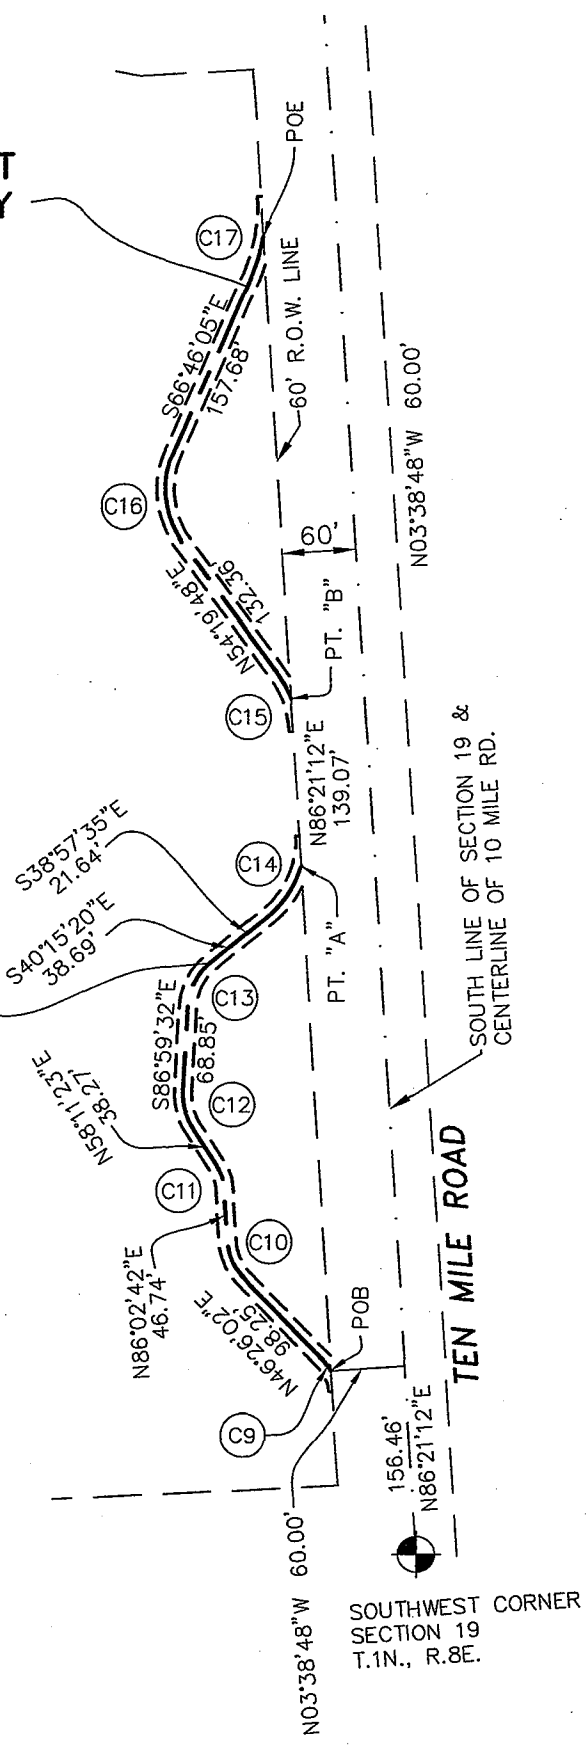 T
Y
POE
C17
S66°46'05"E
157.68'
60' R.O.W. LINE
N03°38'48"W 60.00'
C16
60'
N54°19'48"E
132.36'
PT. "B"
C15
N86°21'12"E
139.07'
SOUTH LINE OF SECTION 19 &
CENTERLINE OF 10 MILE RD.
S38°57'35"E
21.64'
C14
S40°15'20"E
38.69'
PT. "A"
C13
S86°59'32"E
68.85'
N58°11'23"E
38.27'
C12
C11
C10
N86°02'42"E
46.74'
N46°26'02"E
98.25'
POB
TEN MILE ROAD
C9
156.46'
N86°21'12"E
N03°38'48"W 60.00'
SOUTHWEST CORNER
SECTION 19
T.1N., R.8E.